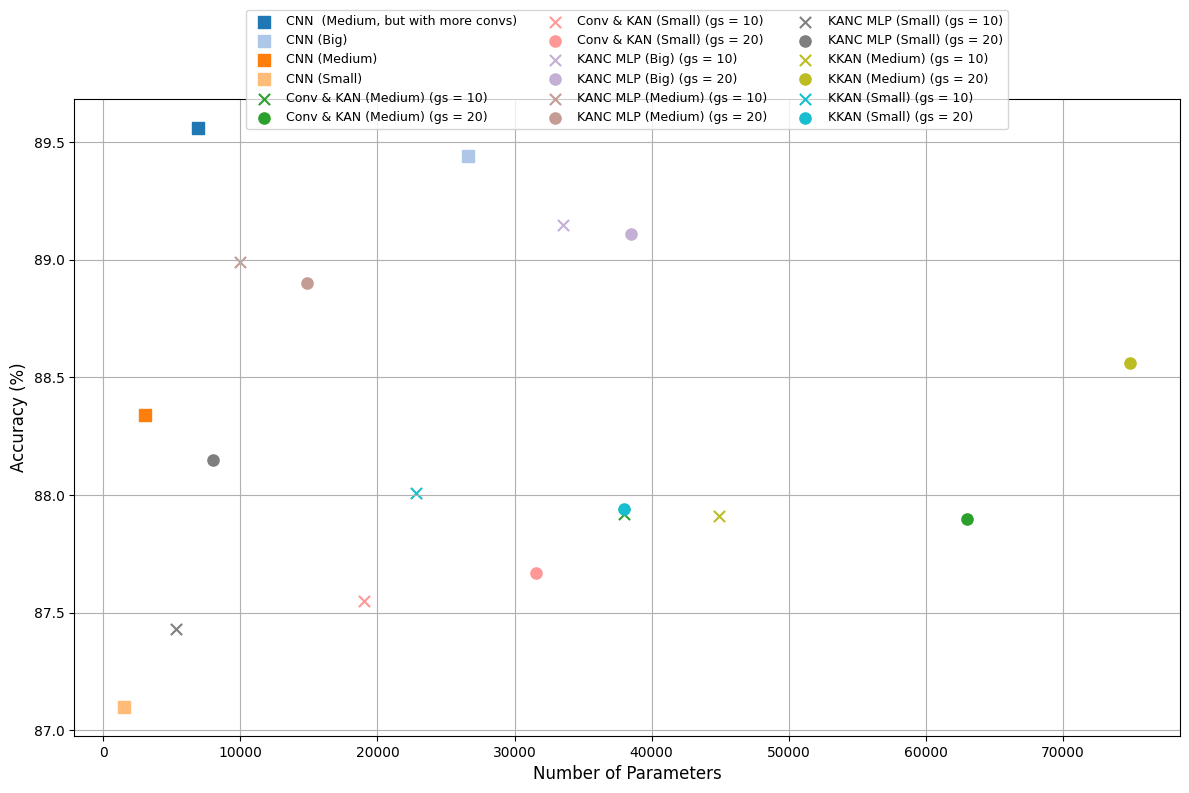 CNN  (Medium, but with more convs)
CNN (Big)
CNN (Medium)
CNN (Small)
Conv & KAN (Medium) (gs = 10)
Conv & KAN (Medium) (gs = 20)
Conv & KAN (Small) (gs = 10)
Conv & KAN (Small) (gs = 20)
KANC MLP (Big) (gs = 10)
KANC MLP (Big) (gs = 20)
KANC MLP (Medium) (gs = 10)
KANC MLP (Medium) (gs = 20)
KANC MLP (Small) (gs = 10)
KANC MLP (Small) (gs = 20)
KKAN (Medium) (gs = 10)
KKAN (Medium) (gs = 20)
KKAN (Small) (gs = 10)
KKAN (Small) (gs = 20)
Accuracy (%)
89.5
89.0
88.5
88.0
87.5
87.0
0
10000
20000
30000
40000
50000
60000
70000
Number of Parameters